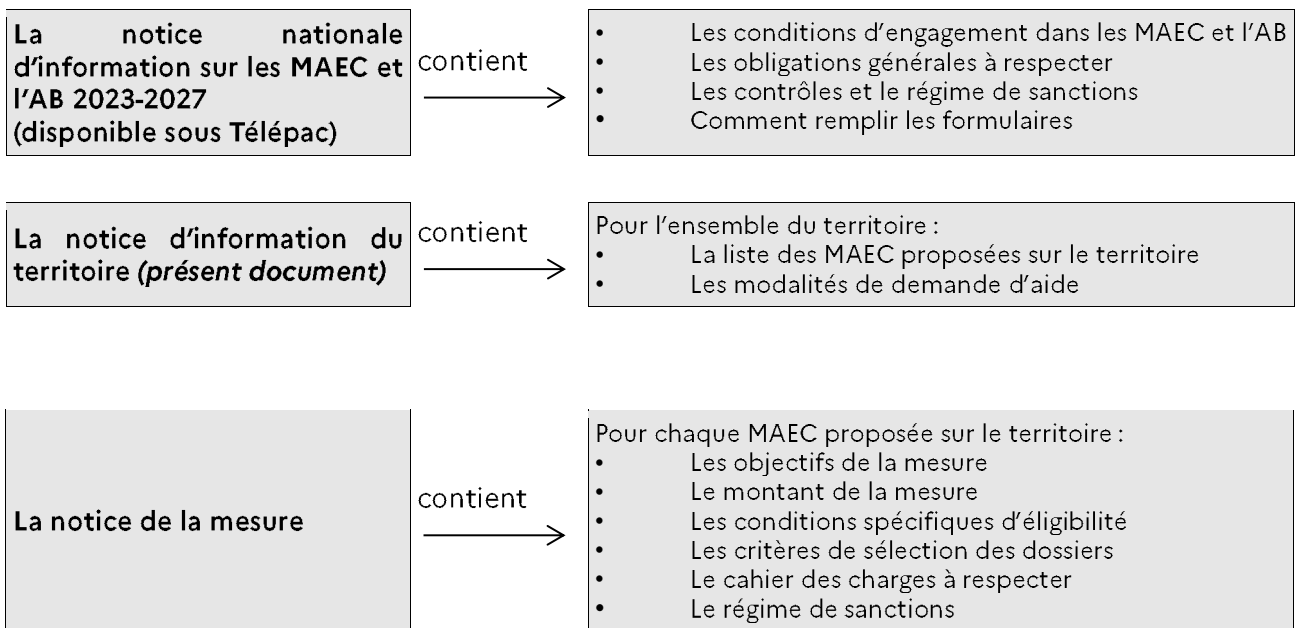 La notice nationale
d'information sur les MAEC et
l'AB 2023-2027
(disponible sous Télépac)
contient
• Les conditions d'engagement dans les MAEC et l'AB
• Les obligations générales à respecter
• Les contrôles et le régime de sanctions
• Comment remplir les formulaires
La notice d'information du
territoire (présent document)
contient
Pour l'ensemble du territoire :
• La liste des MAEC proposées sur le territoire
• Les modalités de demande d'aide
La notice de la mesure
contient
Pour chaque MAEC proposée sur le territoire :
• Les objectifs de la mesure
• Le montant de la mesure
• Les conditions spécifiques d'éligibilité
• Les critères de sélection des dossiers
• Le cahier des charges à respecter
• Le régime de sanctions